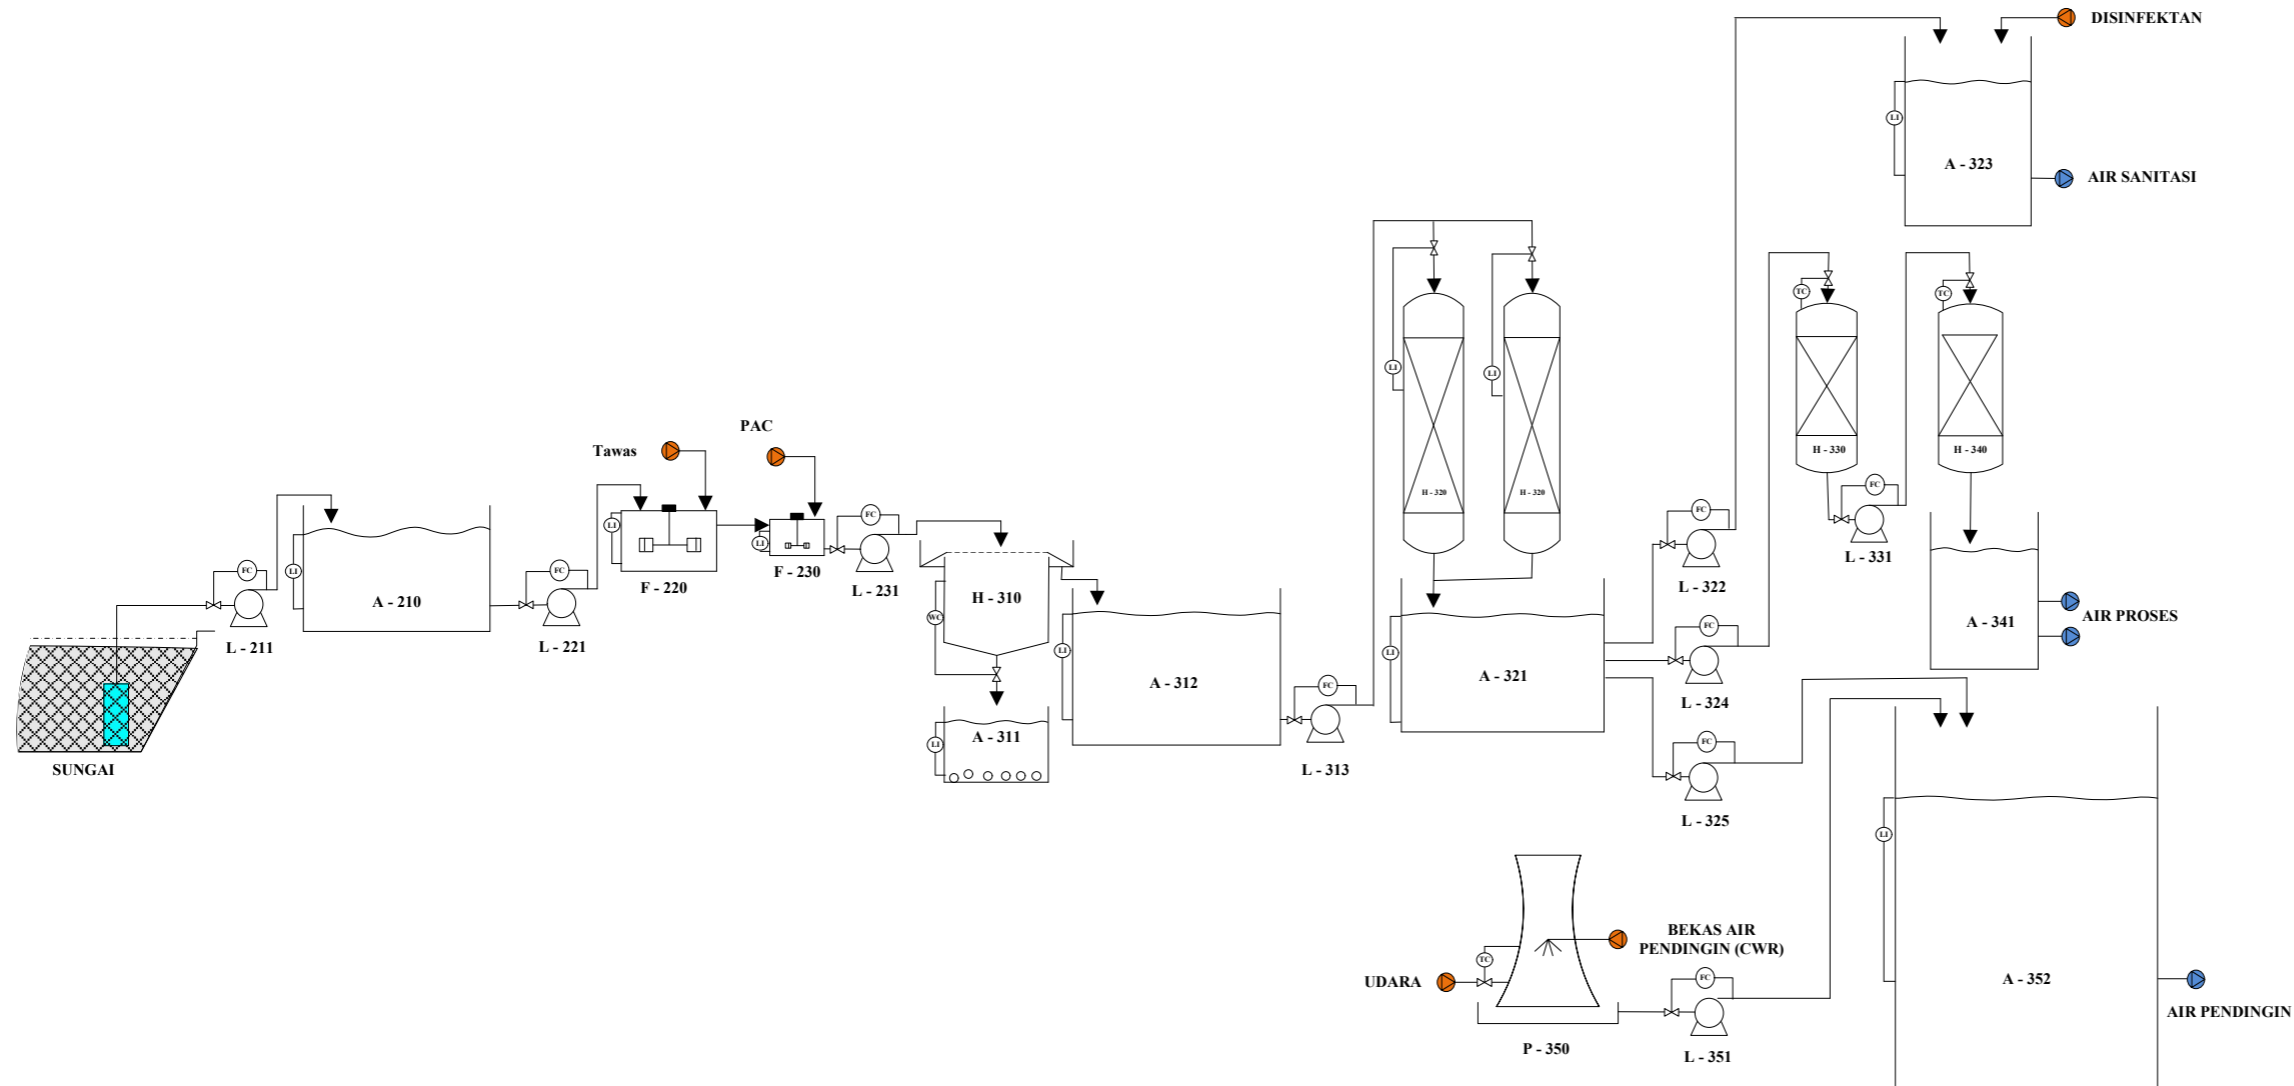 DISINFEKTAN
LI
A - 323
AIR SANITASI
TC
TC
LI
LI
H - 330
H - 340
PAC
Tawas
H - 320
H - 320
FC
L - 331
FC
LI
LI
FC
F - 230
L - 231
FC
L - 322
FC
LI
A - 210
FC
F - 220
H - 310
WC
A - 341
AIR PROSES
L - 211
L - 221
FC
LI
A - 312
LI
A - 321
L - 324
FC
SUNGAI
LI
A - 311
L - 313
FC
L - 325
LI
UDARA
TC
BEKAS AIR
PENDINGIN (CWR)
FC
A - 352
AIR PENDINGIN
P - 350
L - 351